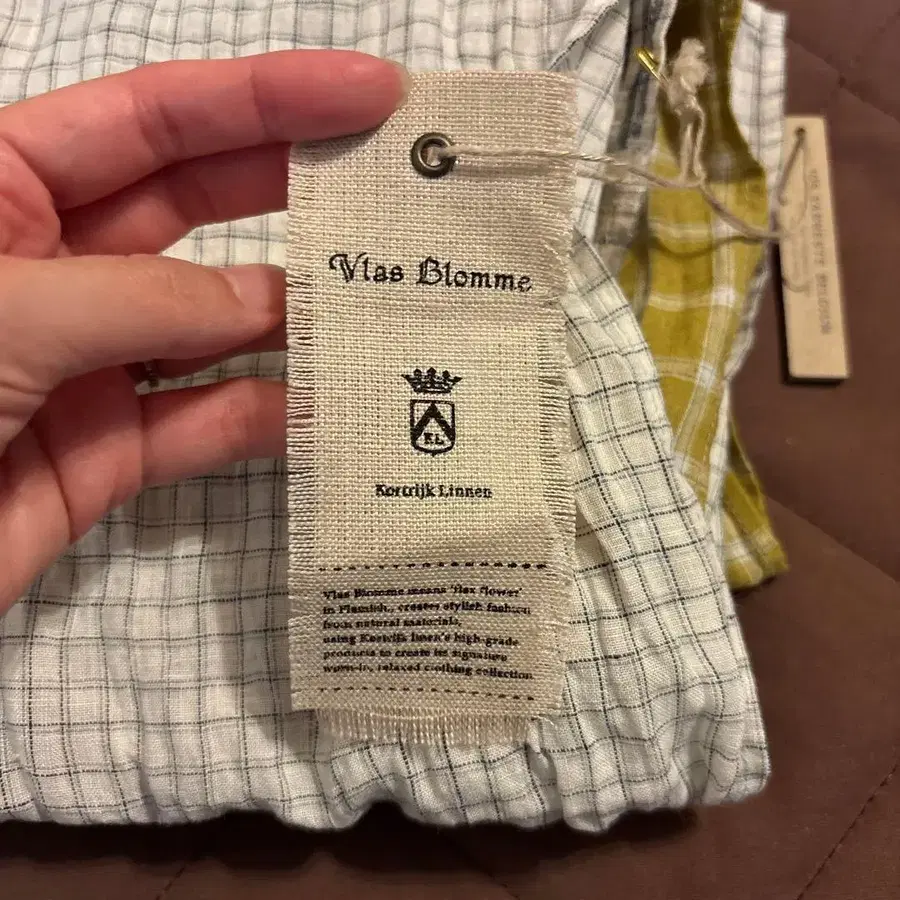 Vlas Blomme
KL
Kortrijk Linnen
Vlas Blomme means 'flax flower'
in Flemish., creates stylish fashion
from natural materials,
using Kortrijk linen's high-grade
products to create its signature
worn-in, relaxed clothing collection